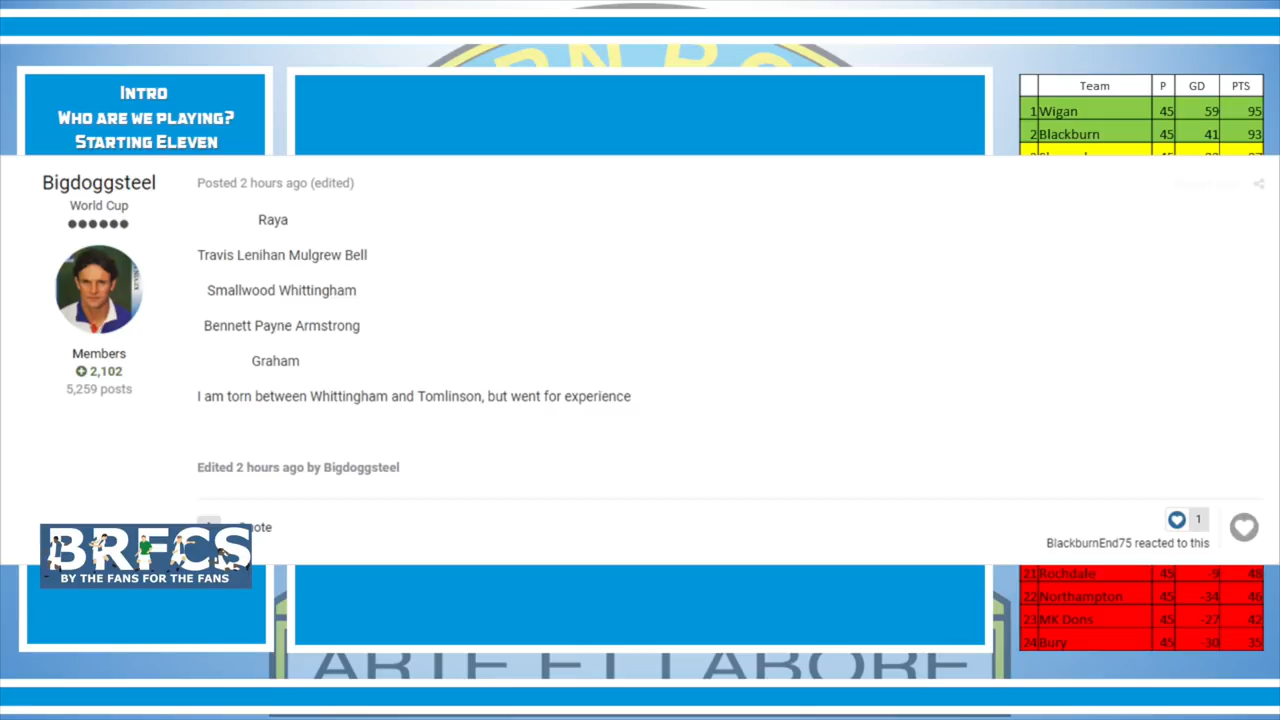 INTRO
WHO ARE WE PLAYING?
STARTING ELEVEN
Team P GD PTS
1 Wigan 45 59 95
2 Blackburn 45 41 93
Bigdoggsteel
World Cup
Members
2,102
5,259 posts
Posted 2 hours ago (edited)
Raya
Travis Lenihan Mulgrew Bell
Smallwood Whittingham
Bennett Payne Armstrong
Graham
I am torn between Whittingham and Tomlinson, but went for experience
Edited 2 hours ago by Bigdoggsteel
1
BlackburnEnd75 reacted to this
BRFCS
BY THE FANS FOR THE FANS
21 Rochdale 45 -9 48
22 Northampton 45 -34 46
23 MK Dons 45 -27 42
24 Bury 45 -30 35
ARTE ET LABORE